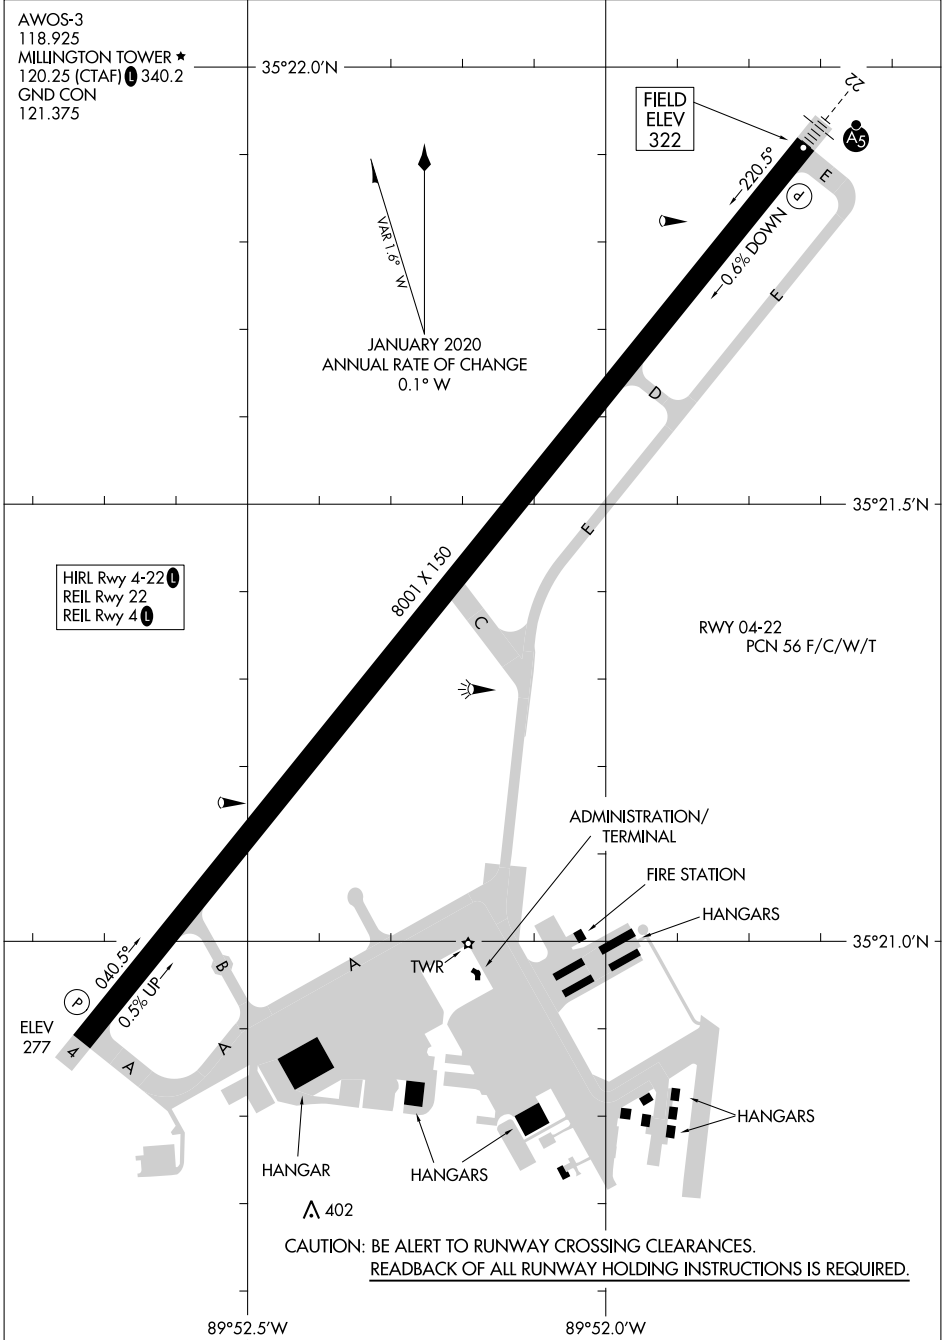 AWOS-3
118.925
MILLINGTON TOWER ★
120.25 (CTAF) L 340.2
GND CON
121.375
35°22.0'N
22
FIELD
ELEV
322
A5
E
220.5°
P
0.6% DOWN
VAR 1.6° W
E
JANUARY 2020
ANNUAL RATE OF CHANGE
0.1° W
D
35°21.5'N
E
8001 X 150
HIRL Rwy 4-22 L
REIL Rwy 22
REIL Rwy 4 L
C
RWY 04-22
PCN 56 F/C/W/T
ADMINISTRATION/
TERMINAL
FIRE STATION
HANGARS
35°21.0'N
TWR
A
B
040.5°
0.5% UP
P
ELEV
277
4
A
A
HANGARS
HANGAR
HANGARS
402
CAUTION: BE ALERT TO RUNWAY CROSSING CLEARANCES.
READBACK OF ALL RUNWAY HOLDING INSTRUCTIONS IS REQUIRED.
89°52.5'W
89°52.0'W